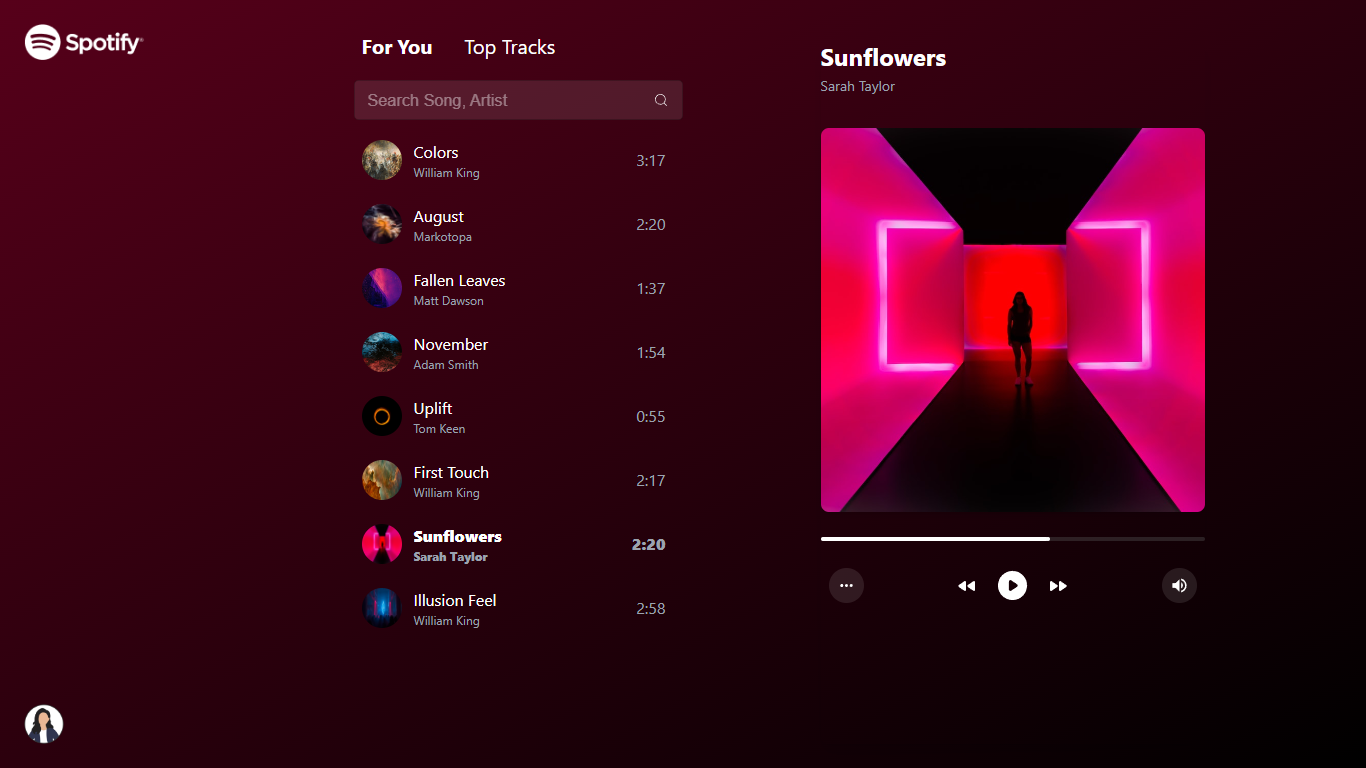 Spotify
For You
Top Tracks
Search Song, Artist
Colors
William King
3:17
August
Markotopa
2:20
Fallen Leaves
Matt Dawson
1:37
November
Adam Smith
1:54
Uplift
Tom Keen
0:55
First Touch
William King
2:17
Sunflowers
Sarah Taylor
2:20
Illusion Feel
William King
2:58
Sunflowers
Sarah Taylor